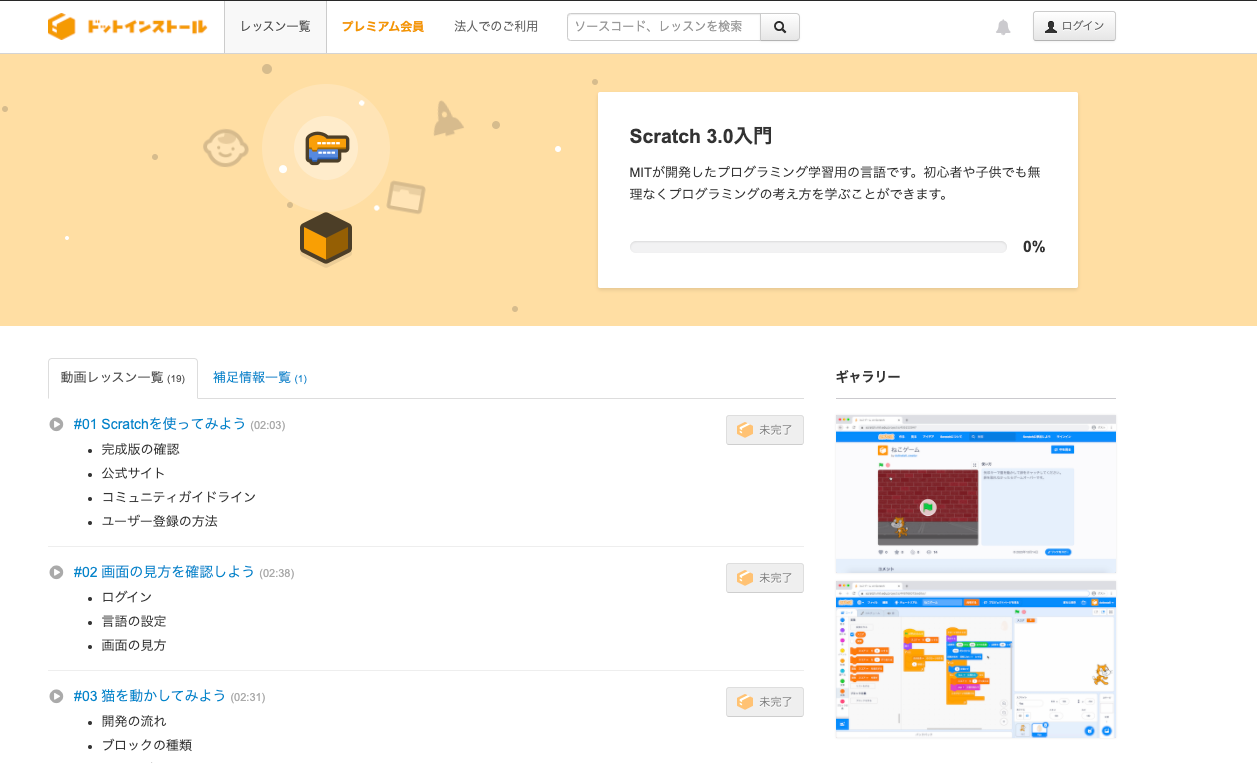 ドットインストール
レッスン一覧
プレミアム会員
法人でのご利用
ソースコード、レッスンを検索
ログイン
Scratch 3.0入門
MITが開発したプログラミング学習用の言語です。初心者や子供でも無
理なくプログラミングの考え方を学ぶことができます。
0%
動画レッスン一覧 (19)
補足情報一覧 (1)
ギャラリー
#01 Scratchを使ってみよう (02:03)
未完了
完成版の確認
公式サイト
コミュニティガイドライン
ユーザー登録の方法
#02 画面の見方を確認しよう (02:38)
未完了
ログイン
言語の設定
画面の見方
#03 猫を動かしてみよう (02:31)
未完了
開発の流れ
ブロックの種類
ねこゲーム